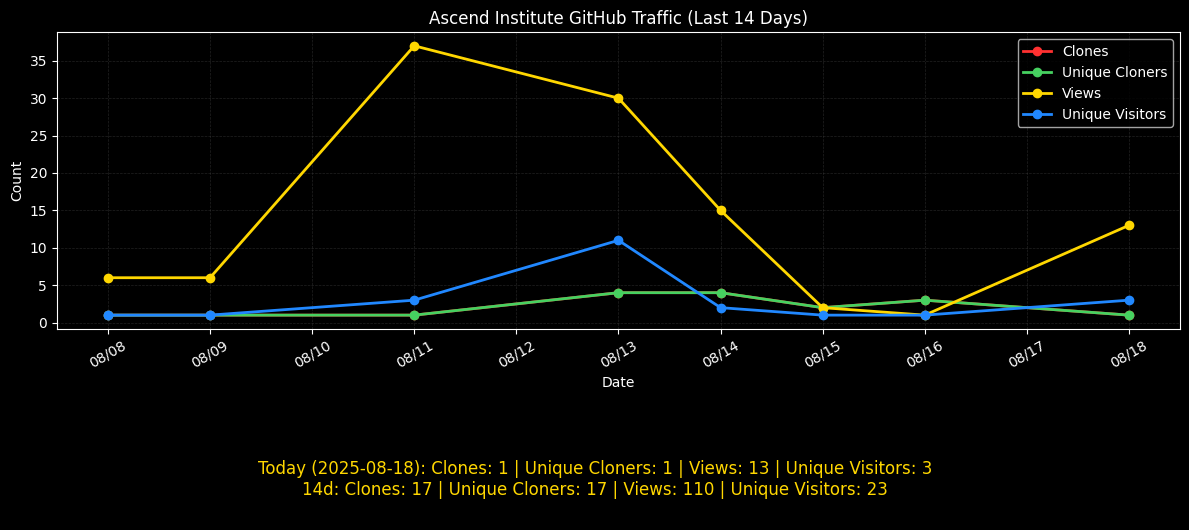 Ascend Institute GitHub Traffic (Last 14 Days)
Clones
Unique Cloners
Views
Unique Visitors
Count
35
30
25
20
15
10
5
0
08/08
08/09
08/10
08/11
08/12
08/13
08/14
08/15
08/16
08/17
08/18
Date
Today (2025-08-18): Clones: 1 | Unique Cloners: 1 | Views: 13 | Unique Visitors: 3
14d: Clones: 17 | Unique Cloners: 17 | Views: 110 | Unique Visitors: 23